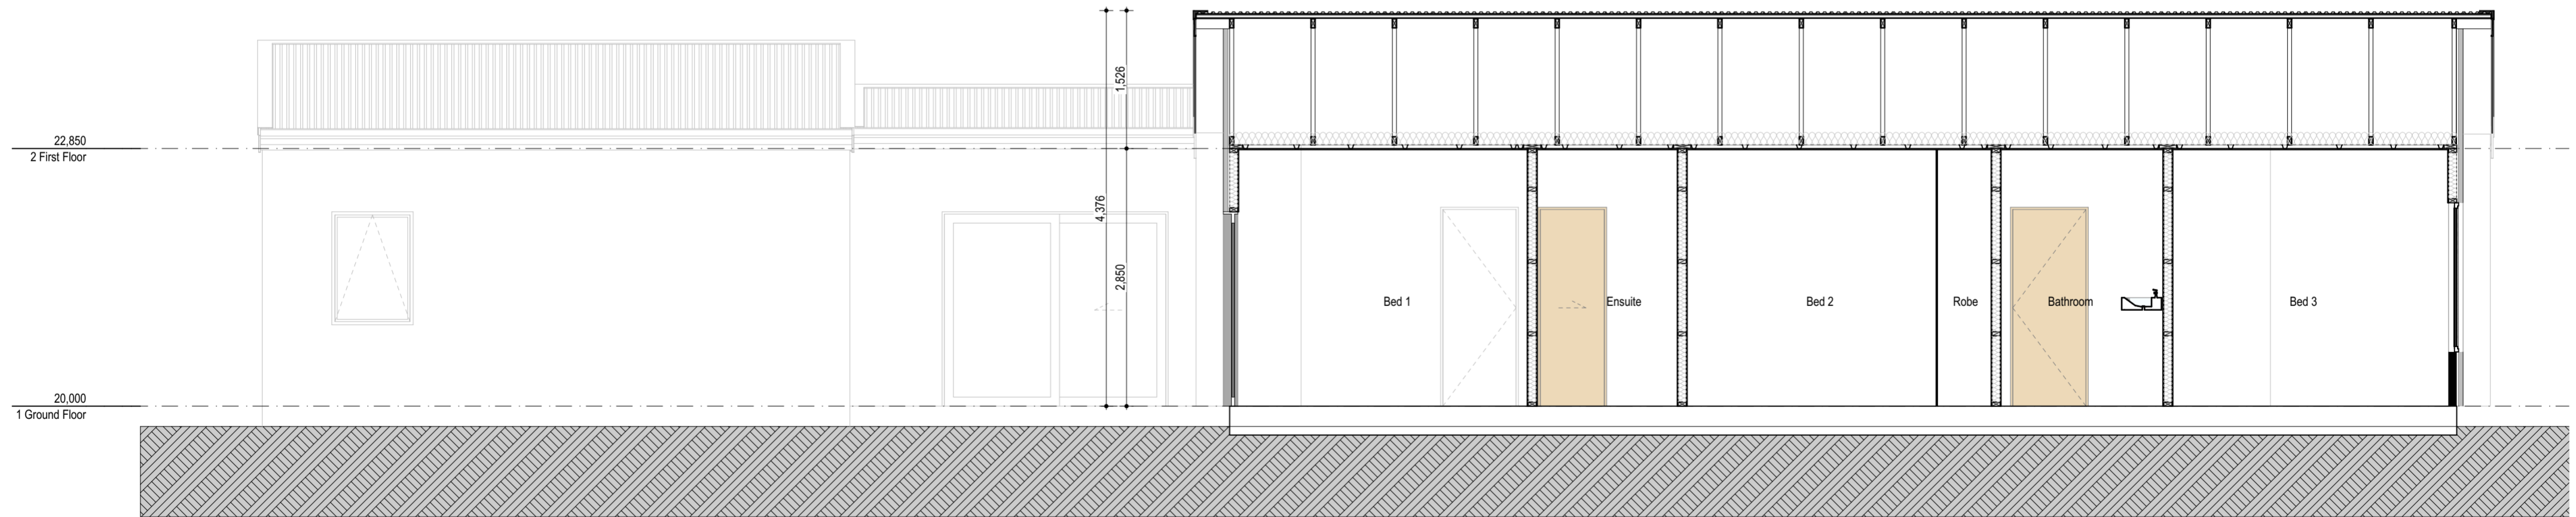 1,526
22,850
2 First Floor
4,376
2,850
Bed 1
Ensuite
Bed 2
Robe
Bathroom
Bed 3
20,000
1 Ground Floor